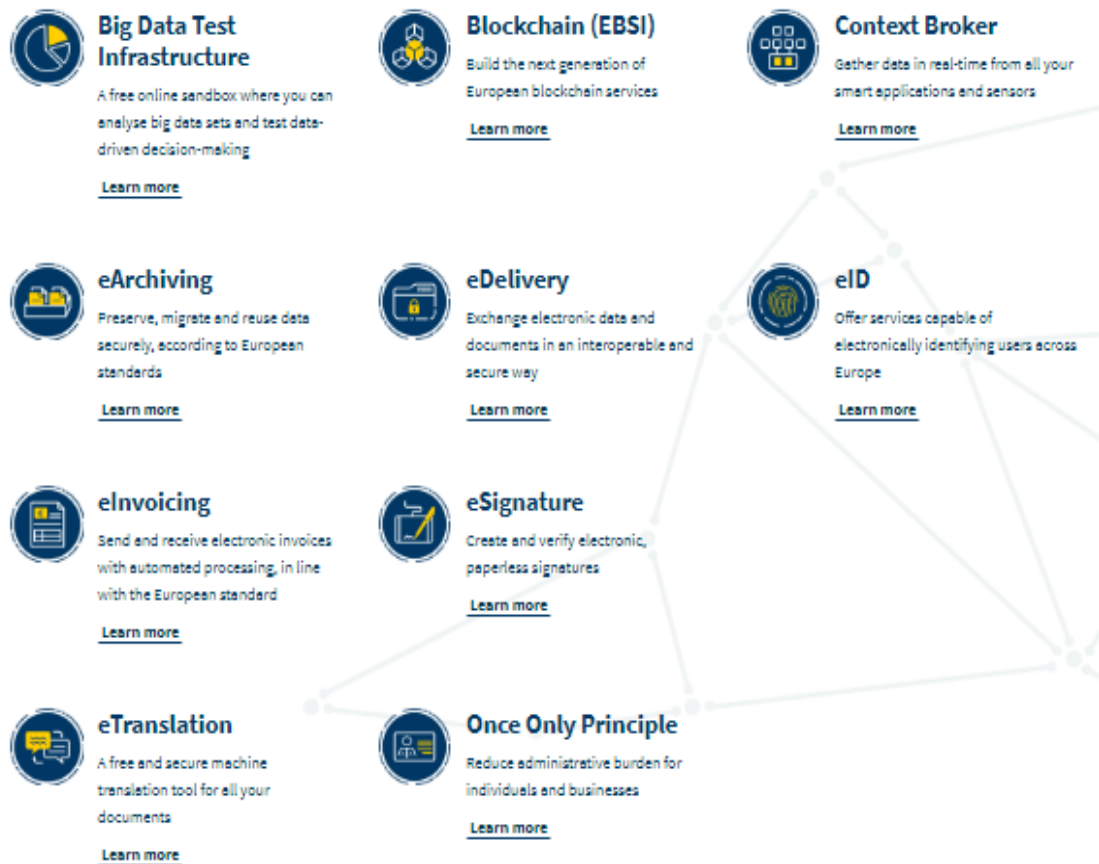 Big Data Test
Infrastructure
A free online sandbox where you can
analyse big data sets and test data-
driven decision-making
Learn more
Blockchain (EBSI)
Build the next generation of
European blockchain services
Learn more
Context Broker
Gather data in real-time from all your
smart applications and sensors
Learn more
eArchiving
Preserve, migrate and reuse data
securely, according to European
standards
Learn more
eDelivery
Exchange electronic data and
documents in an interoperable and
secure way
Learn more
eID
Offer services capable of
electronically identifying users across
Europe
Learn more
eInvoicing
Send and receive electronic invoices
with automated processing, in line
with the European standard
Learn more
eSignature
Create and verify electronic,
paperless signatures
Learn more
eTranslation
A free and secure machine
translation tool for all your
documents
Learn more
Once Only Principle
Reduce administrative burden for
individuals and businesses
Learn more